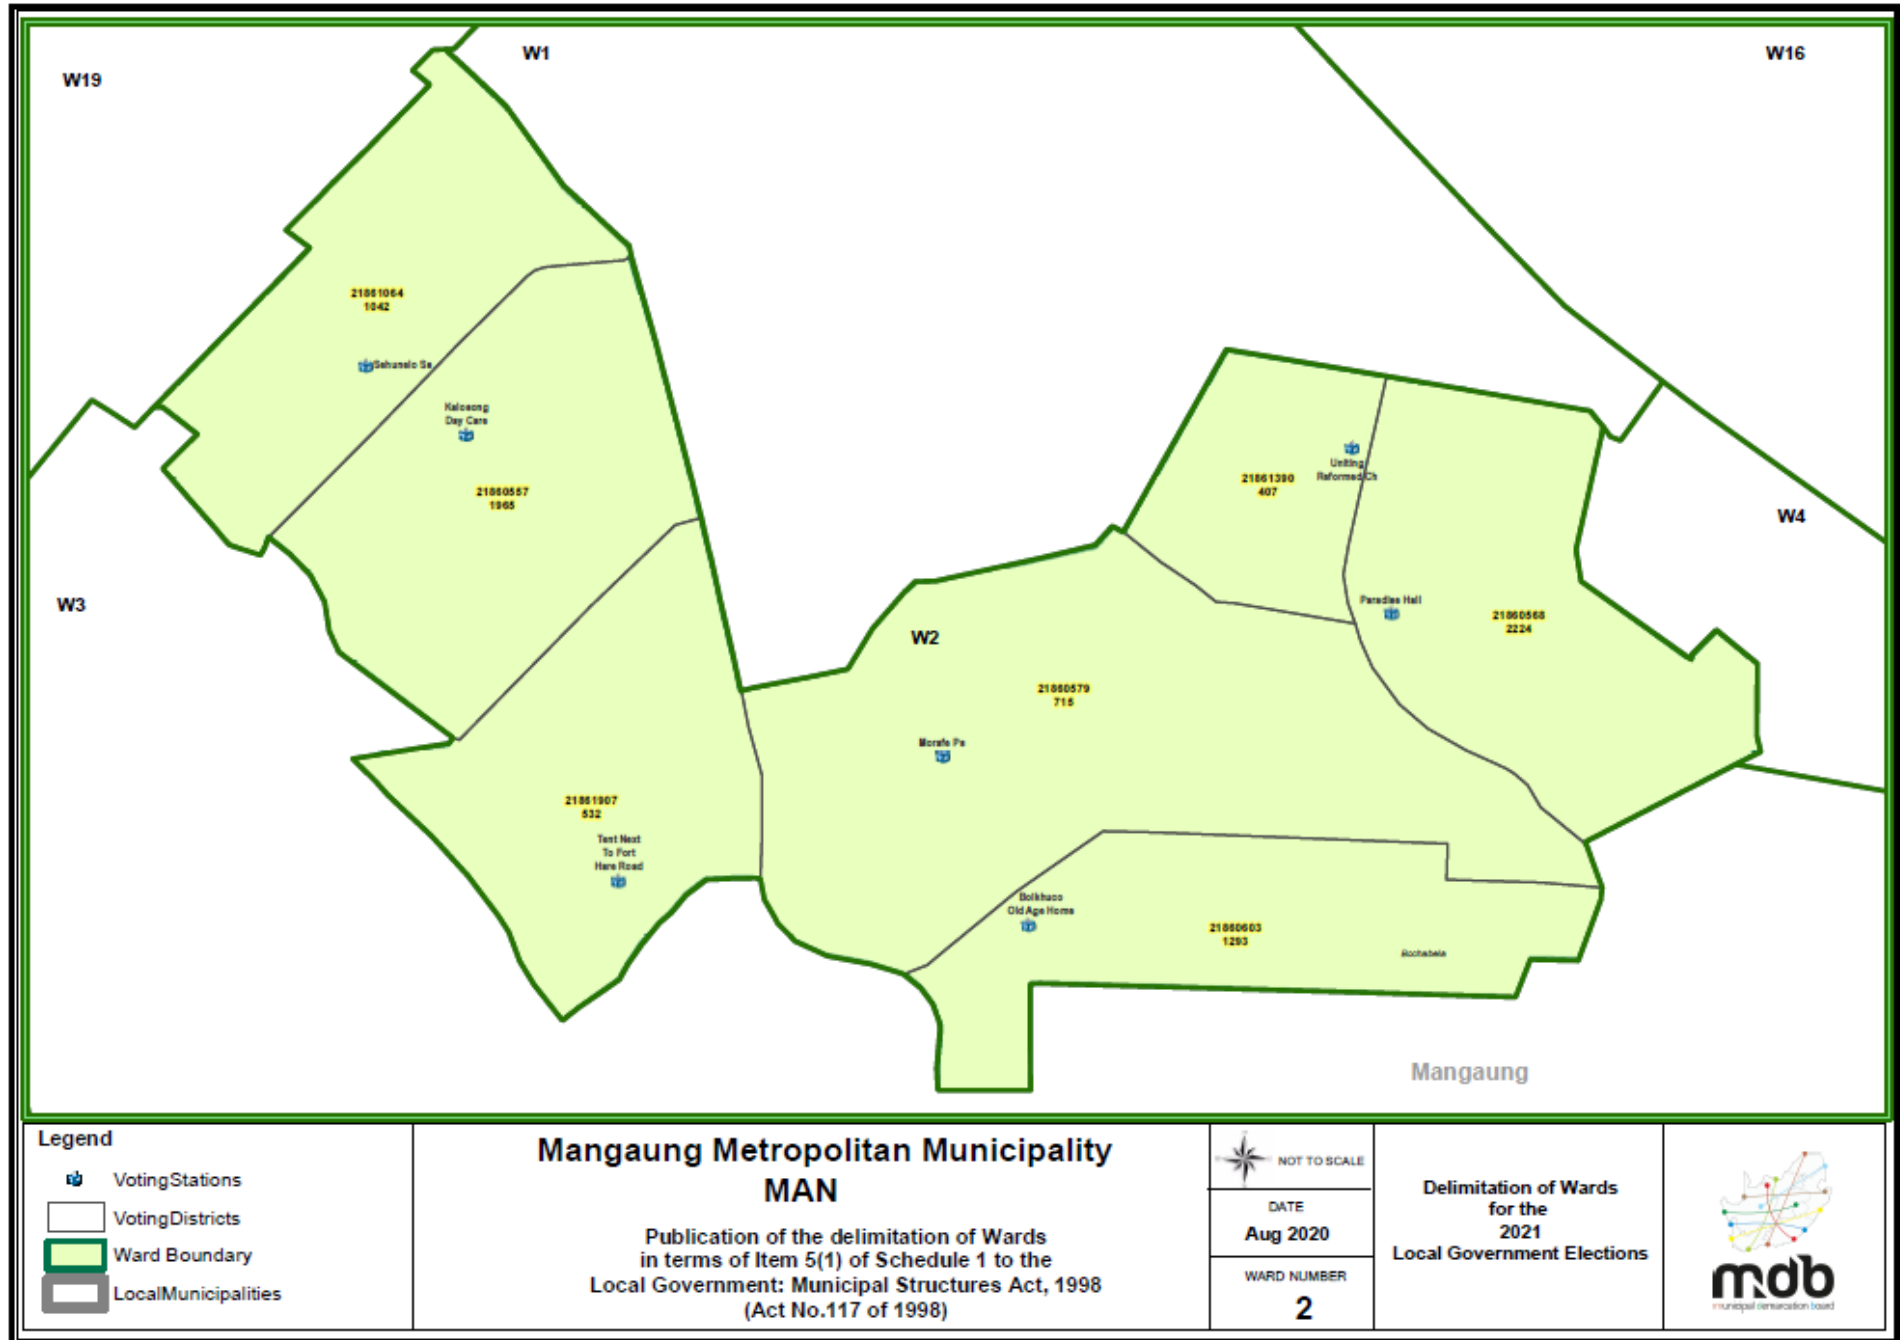 W19
W1
W16
21861064
1042
Sehunelo Se
Kalosong
Day Care
21860557
1965
Uniting
Reformed Ch
21861390
407
W4
W3
Paradise Hall
21860568
2224
W2
21860579
715
Morafe Ps
21861907
532
Tent Next
To Fort
Hare Road
Boikhuco
Old Age Home
21860603
1293
Bochabela
Mangaung
Legend
VotingStations
VotingDistricts
Ward Boundary
LocalMunicipalities
Mangaung Metropolitan Municipality
MAN
Publication of the delimitation of Wards
in terms of Item 5(1) of Schedule 1 to the
Local Government: Municipal Structures Act, 1998
(Act No.117 of 1998)
NOT TO SCALE
DATE
Aug 2020
WARD NUMBER
2
Delimitation of Wards
for the
2021
Local Government Elections
mdb
municipal demarcation board